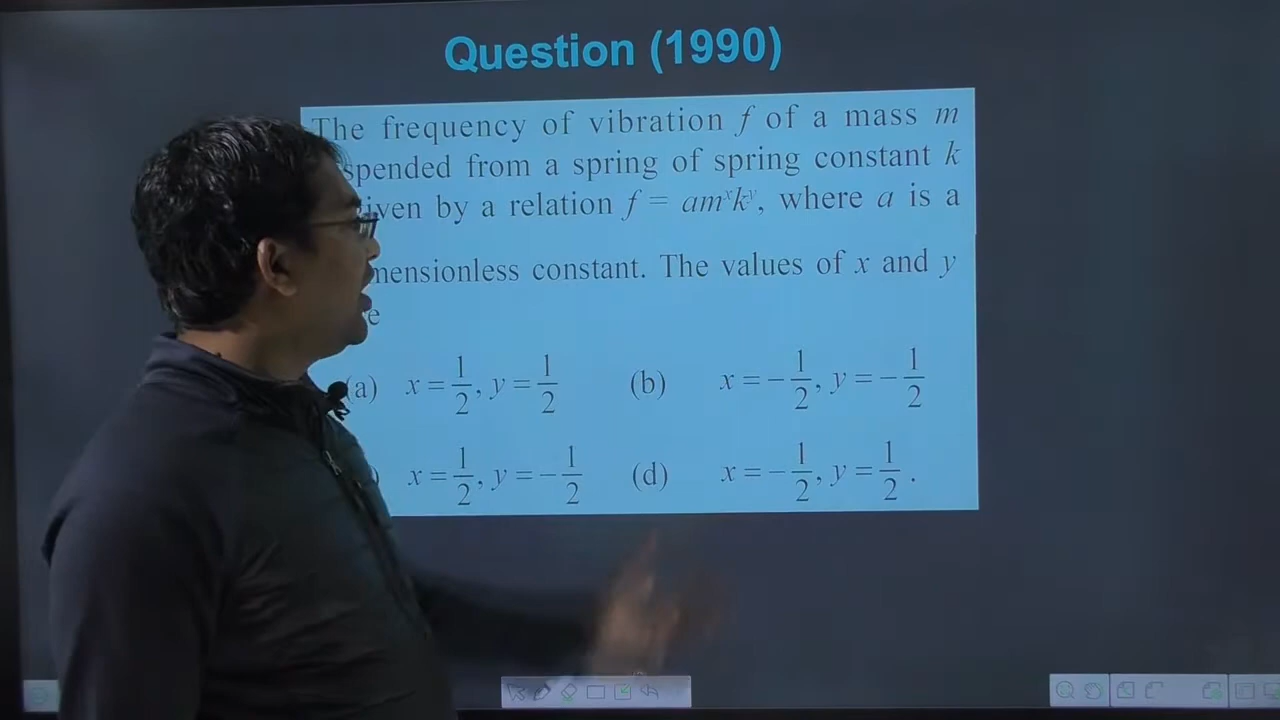 Question (1990)
The frequency of vibration f of a mass m
spended from a spring of spring constant k
iven by a relation f = amˣkʸ, where a is a
mensionless constant. The values of x and y
e
(a) x = 1/2, y = 1/2 (b) x = -1/2, y = -1/2
) x = 1/2, y = -1/2 (d) x = -1/2, y = 1/2.